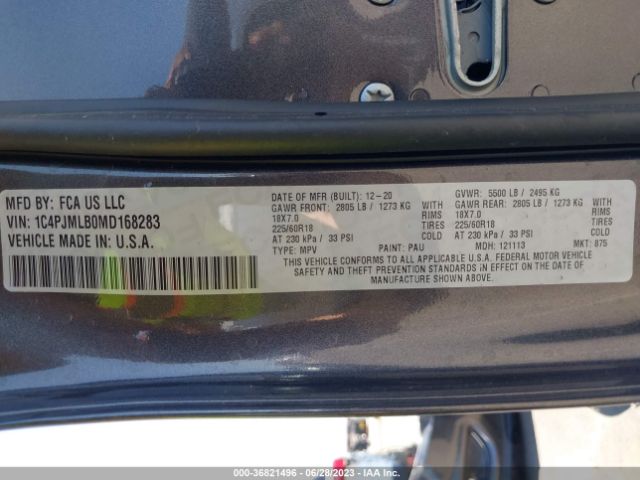 MFD BY: FCA US LLC
VIN: 1C4PJMLB0MD168283
VEHICLE MADE IN U.S.A.
DATE OF MFR (BUILT): 12-20
GAWR FRONT: 2805 LB / 1273 KG WITH
18X7.0 RIMS
225/60R18 TIRES
AT 230 kPa / 33 PSI COLD
TYPE: MPV PAINT: PAU
GVWR: 5500 LB / 2495 KG
GAWR REAR: 2805 LB / 1273 KG WITH
18X7.0 RIMS
225/60R18 TIRES
AT 230 kPa / 33 PSI COLD
MDH: 121113 MKT: 875
THIS VEHICLE CONFORMS TO ALL APPLICABLE U.S.A. FEDERAL MOTOR VEHICLE
SAFETY AND THEFT PREVENTION STANDARDS IN EFFECT ON THE DATE OF
MANUFACTURE SHOWN ABOVE.
000-36821496 - 06/28/2023 - IAA Inc.